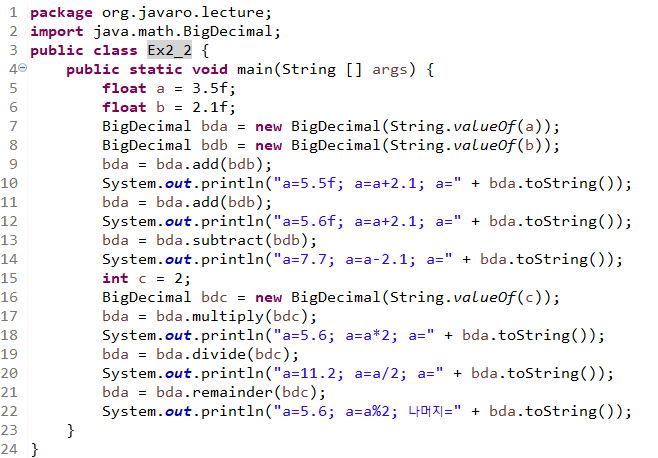 1 package org.javaro.lecture;
2 import java.math.BigDecimal;
3 public class Ex2_2 {
4 public static void main(String [] args) {
5 float a = 3.5f;
6 float b = 2.1f;
7 BigDecimal bda = new BigDecimal(String.valueOf(a));
8 BigDecimal bdb = new BigDecimal(String.valueOf(b));
9 bda = bda.add(bdb);
10 System.out.println("a=5.5f; a=a+2.1; a=" + bda.toString());
11 bda = bda.add(bdb);
12 System.out.println("a=5.6f; a=a+2.1; a=" + bda.toString());
13 bda = bda.subtract(bdb);
14 System.out.println("a=7.7; a=a-2.1; a=" + bda.toString());
15 int c = 2;
16 BigDecimal bdc = new BigDecimal(String.valueOf(c));
17 bda = bda.multiply(bdc);
18 System.out.println("a=5.6; a=a*2; a=" + bda.toString());
19 bda = bda.divide(bdc);
20 System.out.println("a=11.2; a=a/2; a=" + bda.toString());
21 bda = bda.remainder(bdc);
22 System.out.println("a=5.6; a=a%2; 나머지=" + bda.toString());
23 }
24 }